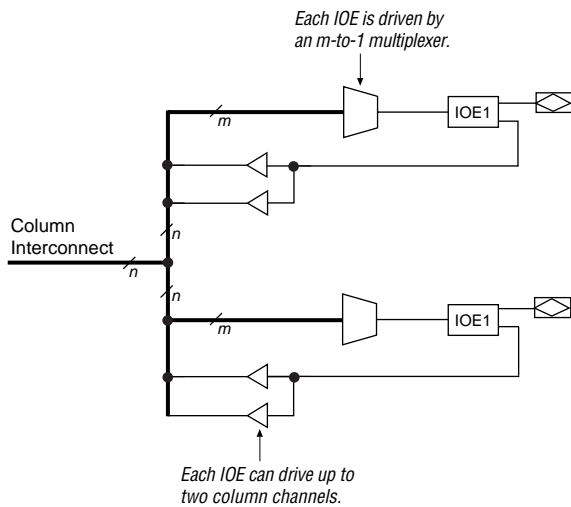 Each IOE is driven by
an m-to-1 multiplexer.
m
IOE1
n
Column
Interconnect
n
n
m
IOE1
Each IOE can drive up to
two column channels.